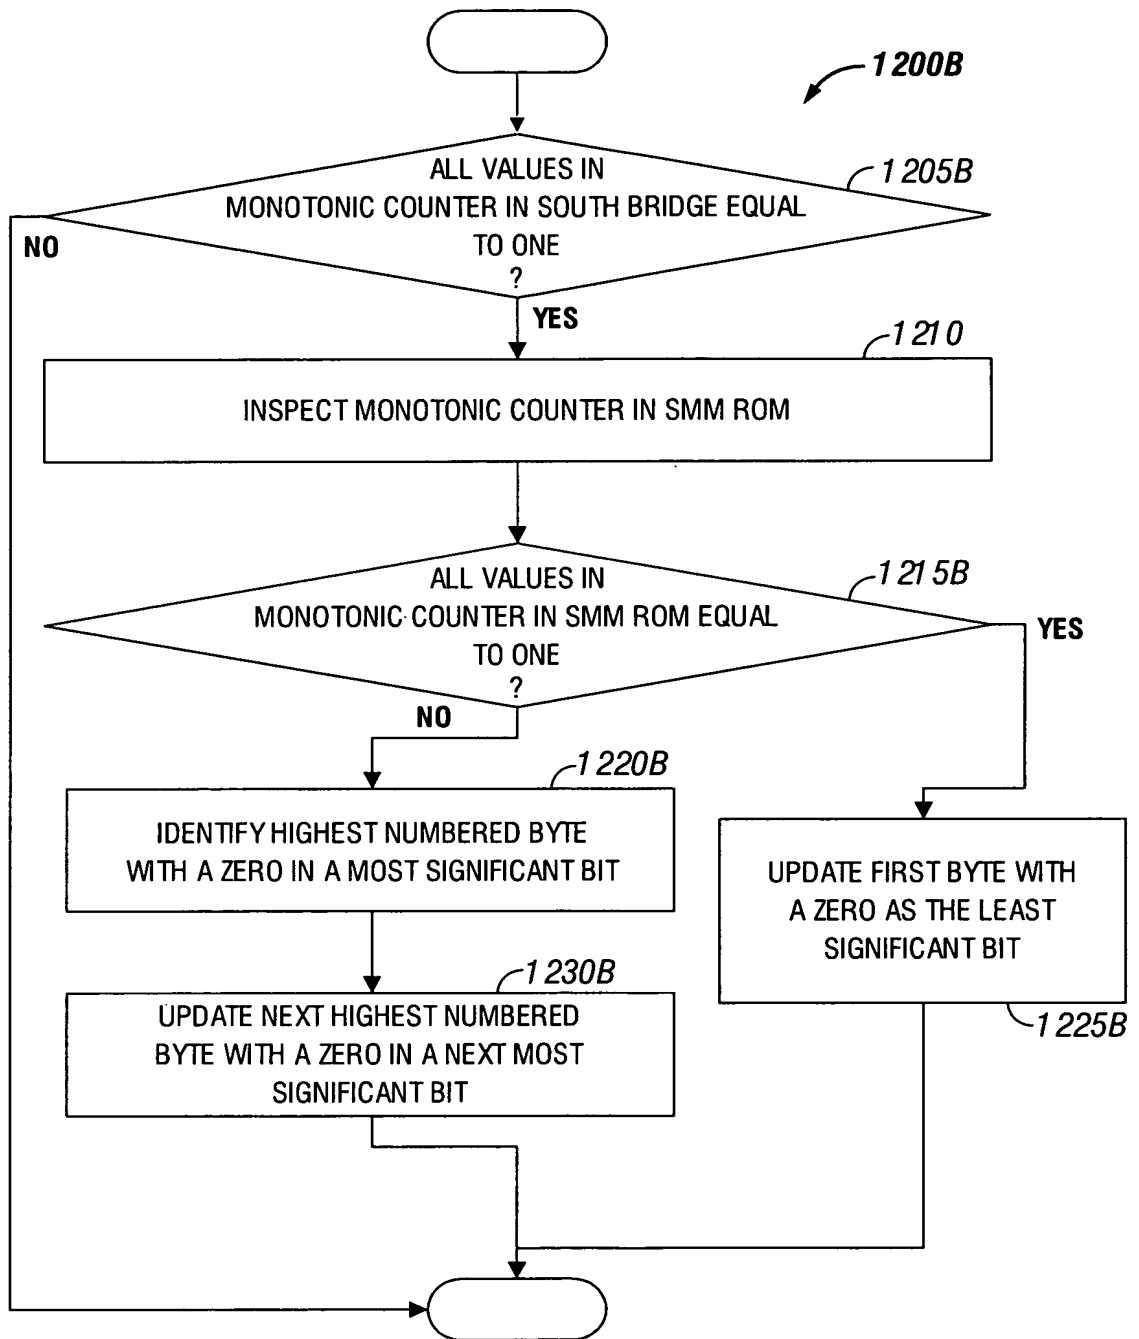 1200B
ALL VALUES IN
MONOTONIC COUNTER IN SOUTH BRIDGE EQUAL
TO ONE
?
1205B
NO
YES
1210
INSPECT MONOTONIC COUNTER IN SMM ROM
ALL VALUES IN
MONOTONIC COUNTER IN SMM ROM EQUAL
TO ONE
?
1215B
YES
NO
1220B
IDENTIFY HIGHEST NUMBERED BYTE
WITH A ZERO IN A MOST SIGNIFICANT BIT
UPDATE FIRST BYTE WITH
A ZERO AS THE LEAST
SIGNIFICANT BIT
1225B
1230B
UPDATE NEXT HIGHEST NUMBERED
BYTE WITH A ZERO IN A NEXT MOST
SIGNIFICANT BIT